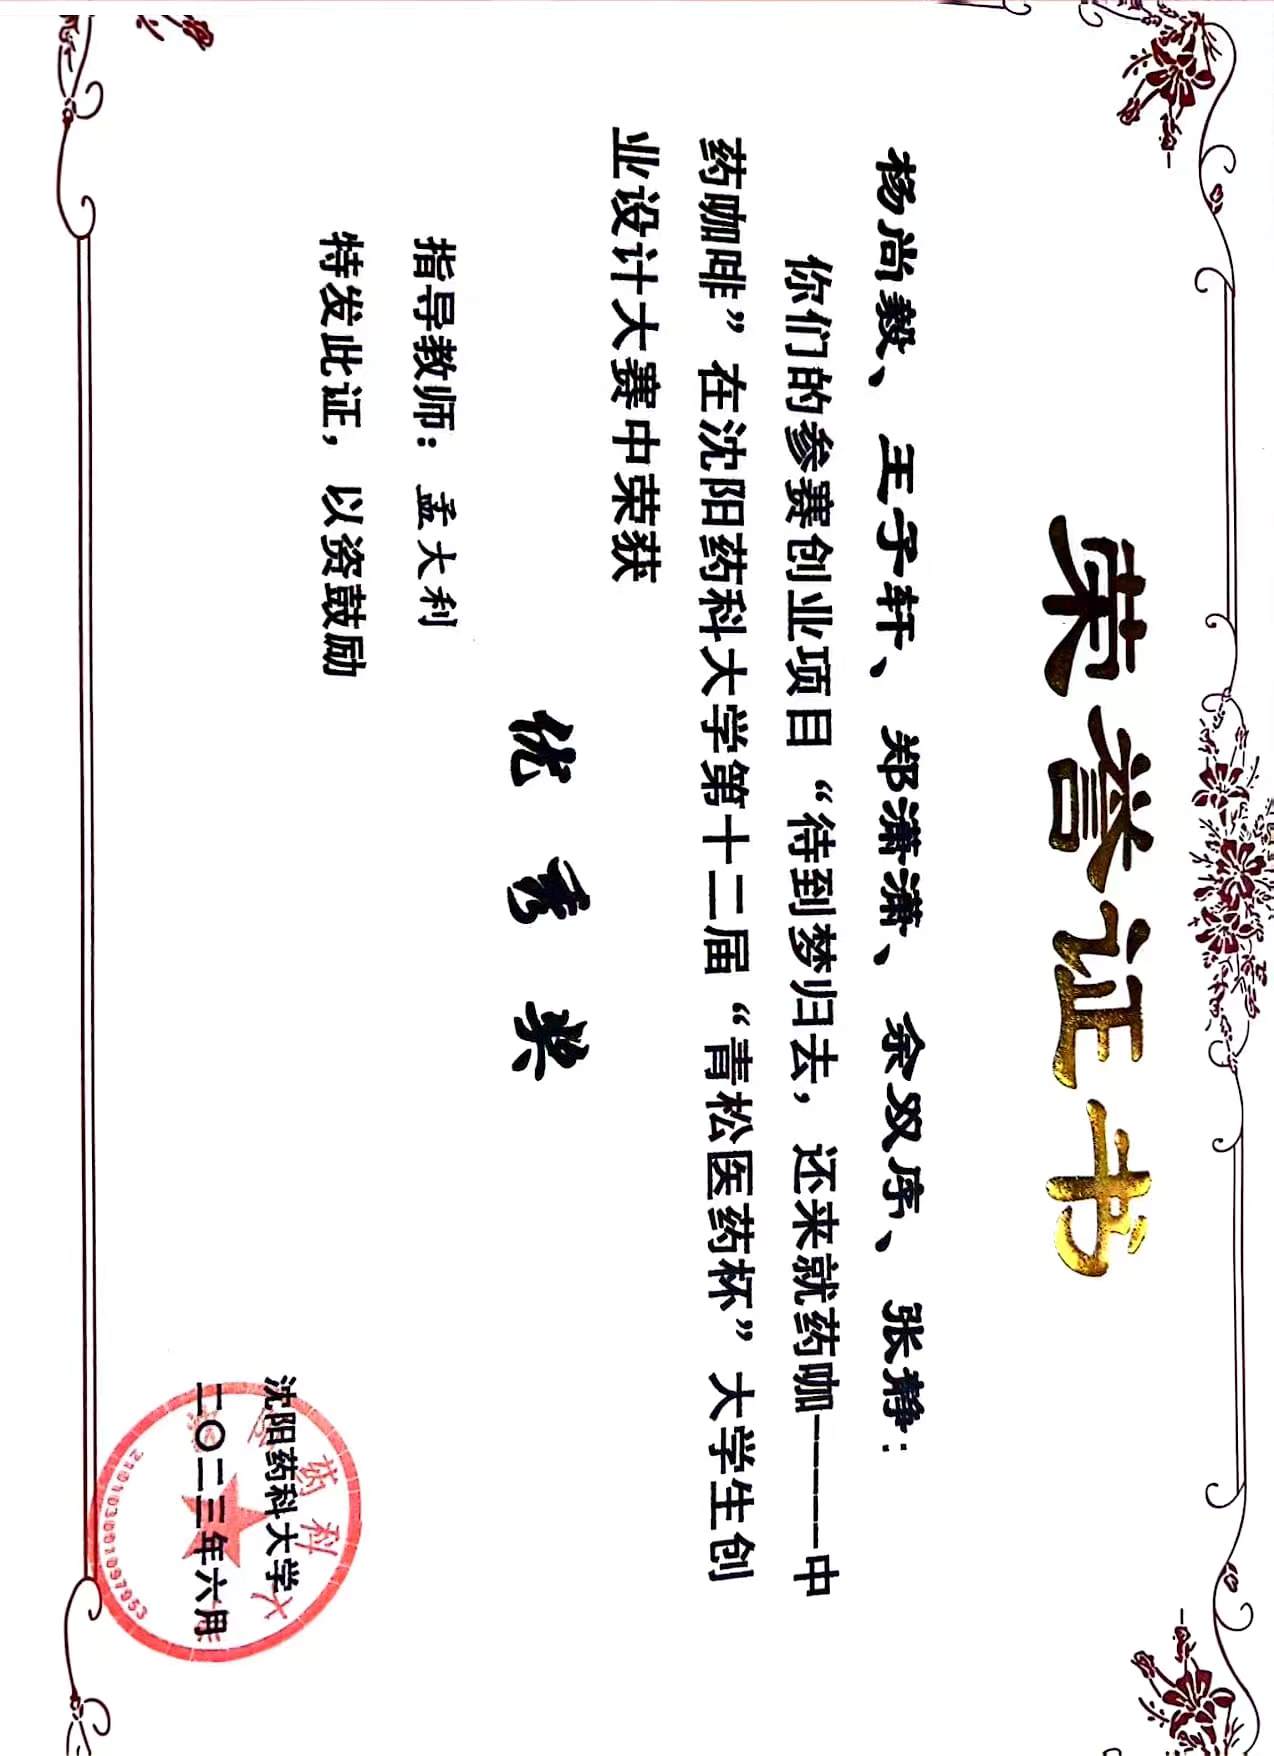 荣誉证书
杨尚毅、王子轩、郑潇潇、余双序、张静：
你们的参赛创业项目“待到梦归去，还来就药咖————中
药咖啡”在沈阳药科大学第十二届“青松医药杯”大学生创
业设计大赛中荣获
优秀奖
指导教师：孟大利
特发此证，以资鼓励
沈阳药科大学
二〇二三年六月